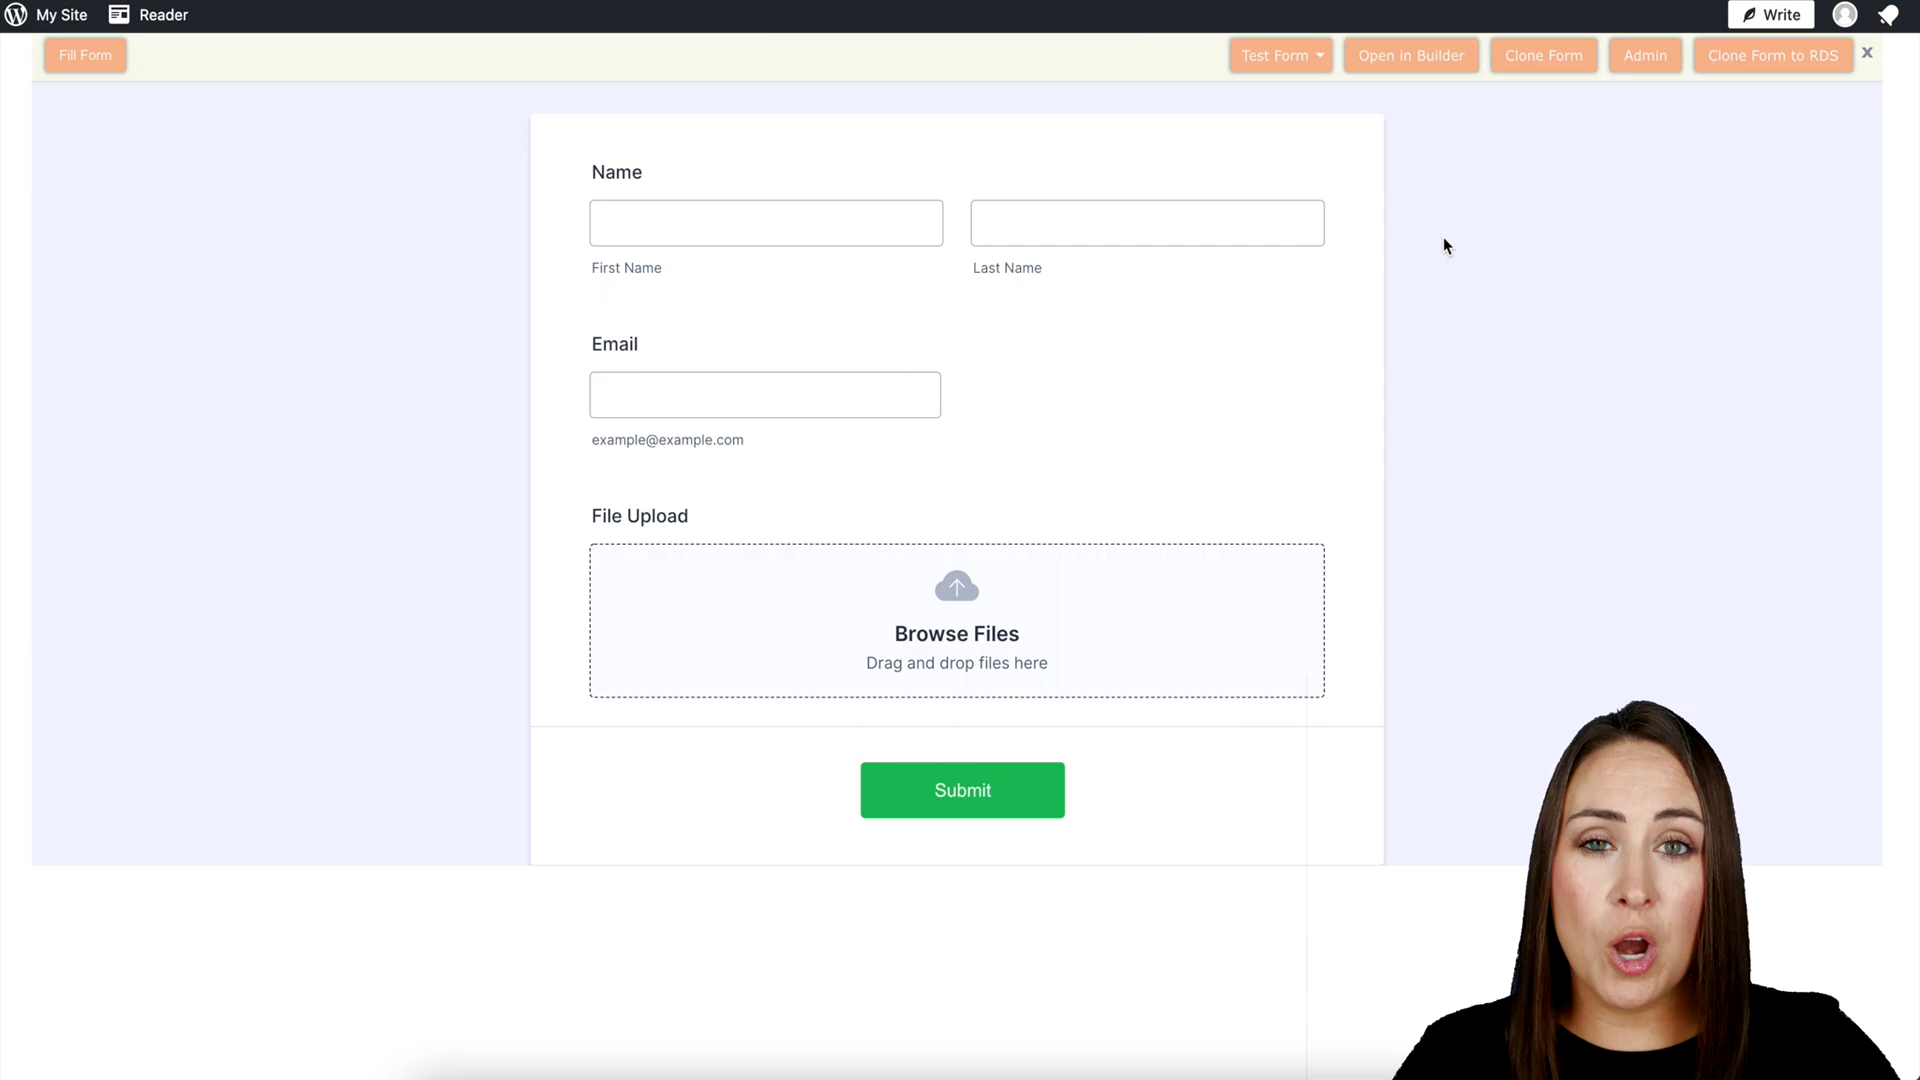 My Site Reader Write
Fill Form Test Form Open in Builder Clone Form Admin Clone Form to RDS x
Name
First Name Last Name
Email
example@example.com
File Upload
Browse Files
Drag and drop files here
Submit